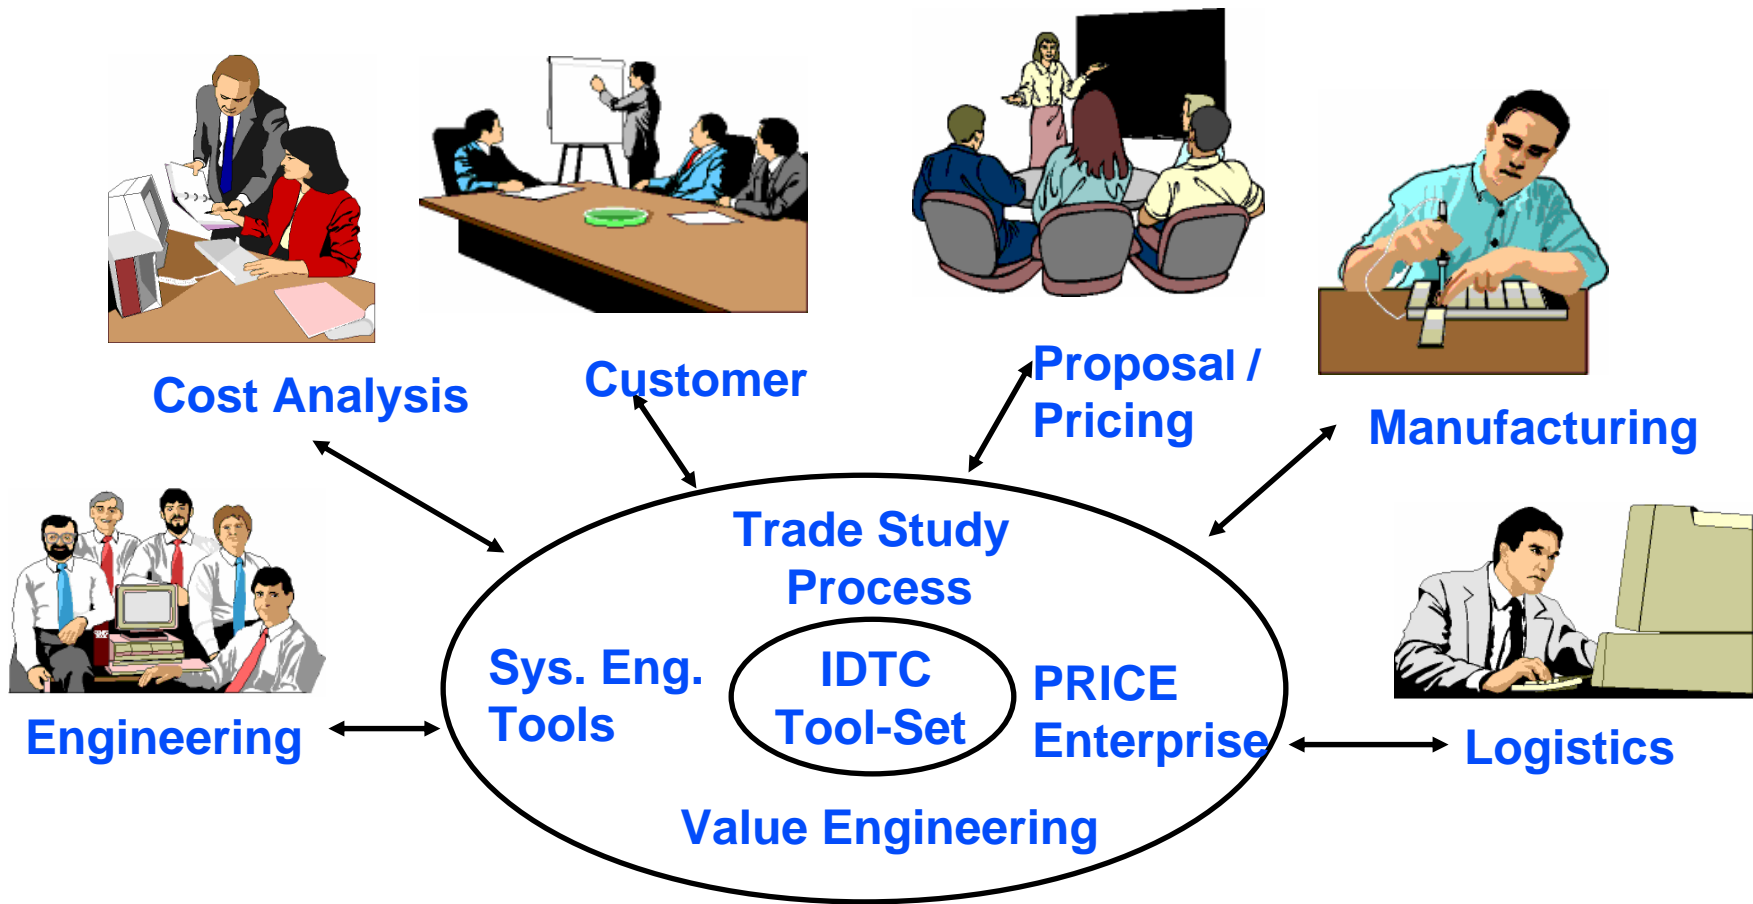 Cost Analysis
Customer
Proposal /
Pricing
Manufacturing
Trade Study
Process
Sys. Eng.
Tools
IDTC
Tool-Set
PRICE
Enterprise
Engineering
Logistics
Value Engineering